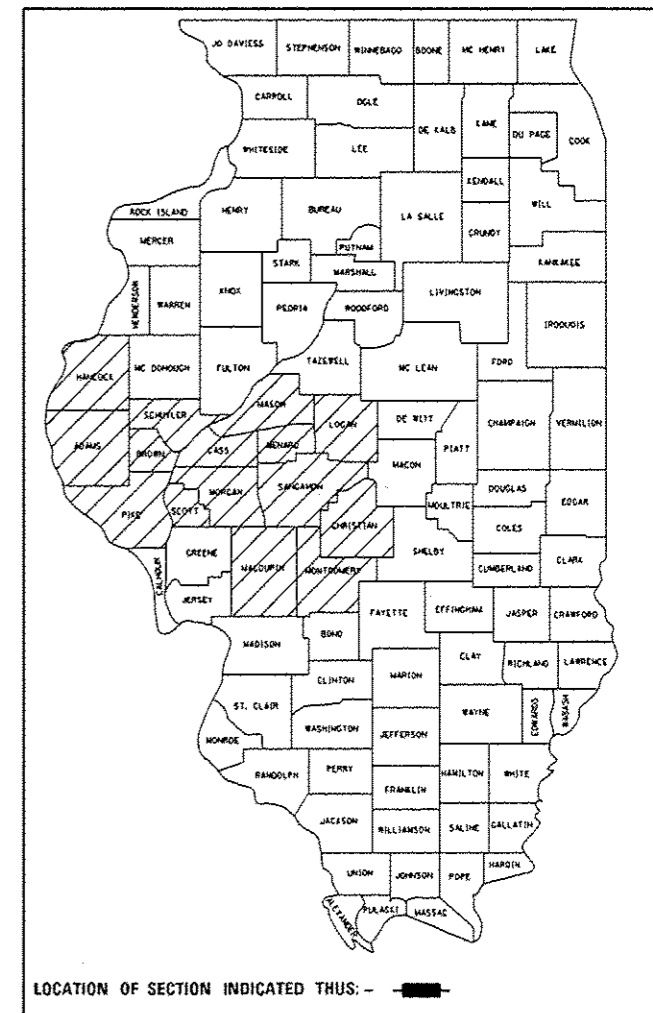 JO DAVIESS STEPHENSON WINNEBAGO BOONE MC HENRY LAKE
CARROLL OGLE
DE KALB KANE DU PAGE COOK
WHITESIDE LEE
KENDALL
WILL
ROCK ISLAND HENRY BUREAU LA SALLE
GRUNDY
MERCER PUTNAM
STARK MARSHALL KANKAKEE
HENDERSON WARREN KNOX PEORIA WOODFORD LIVINGSTON
IROQUOIS
HANCOCK MC DONOUGH FULTON TAZEWELL MC LEAN FORD
SCHUYLER MASON LOGAN DE WITT CHAMPAIGN VERMILION
ADAMS BROWN CASS MENARD PIATT
MACON
PIKE SCOTT MORGAN SANGAMON DOUGLAS EDGAR
MOULTRIE
CHRISTIAN COLES
CALHOUN GREENE SHELBY CLARK
MACOUPIN MONTGOMERY CUMBERLAND
JERSEY
FAYETTE EFFINGHAM JASPER CRAWFORD
MADISON BOND
CLAY
RICHLAND LAWRENCE
CLINTON MARION
ST. CLAIR WAYNE EDWARDS WABASH
WASHINGTON JEFFERSON
MONROE
RANDOLPH PERRY HAMILTON WHITE
FRANKLIN
JACKSON WILLIAMSON SALINE GALLATIN
UNION JOHNSON POPE HARDIN
ALEXANDER PULASKI MASSAC
LOCATION OF SECTION INDICATED THUS: -